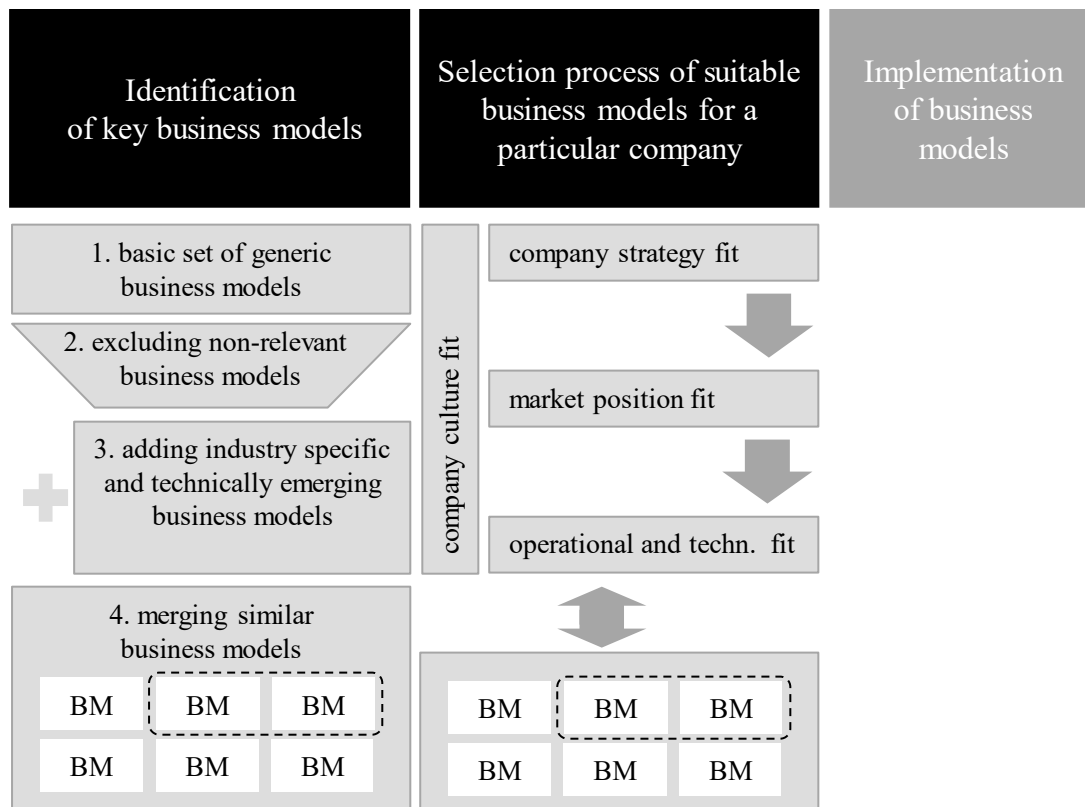 Identification
of key business models
Selection process of suitable
business models for a
particular company
Implementation
of business
models
1. basic set of generic
business models
2. excluding non-relevant
business models
3. adding industry specific
and technically emerging
business models
4. merging similar
business models
BM BM BM
BM BM BM
company culture fit
company strategy fit
market position fit
operational and techn. fit
BM BM BM
BM BM BM